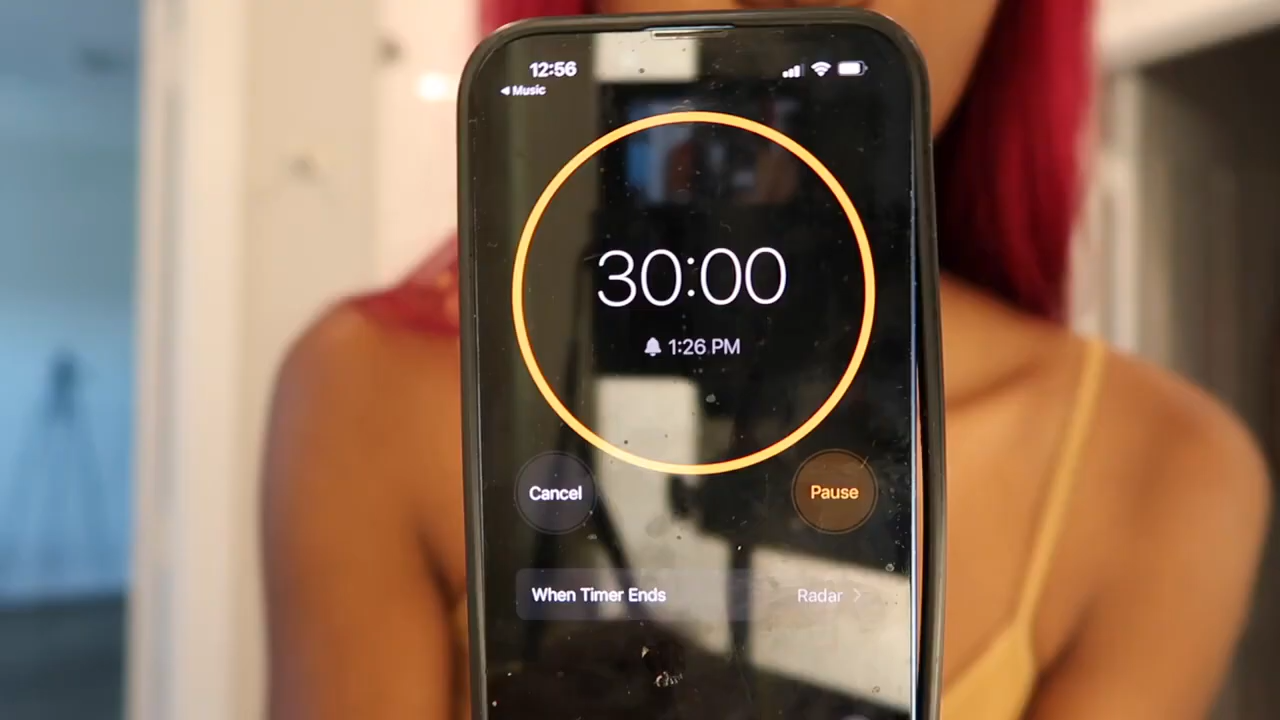 12:56
◀ Music
30:00
1:26 PM
Cancel
Pause
When Timer Ends Radar >